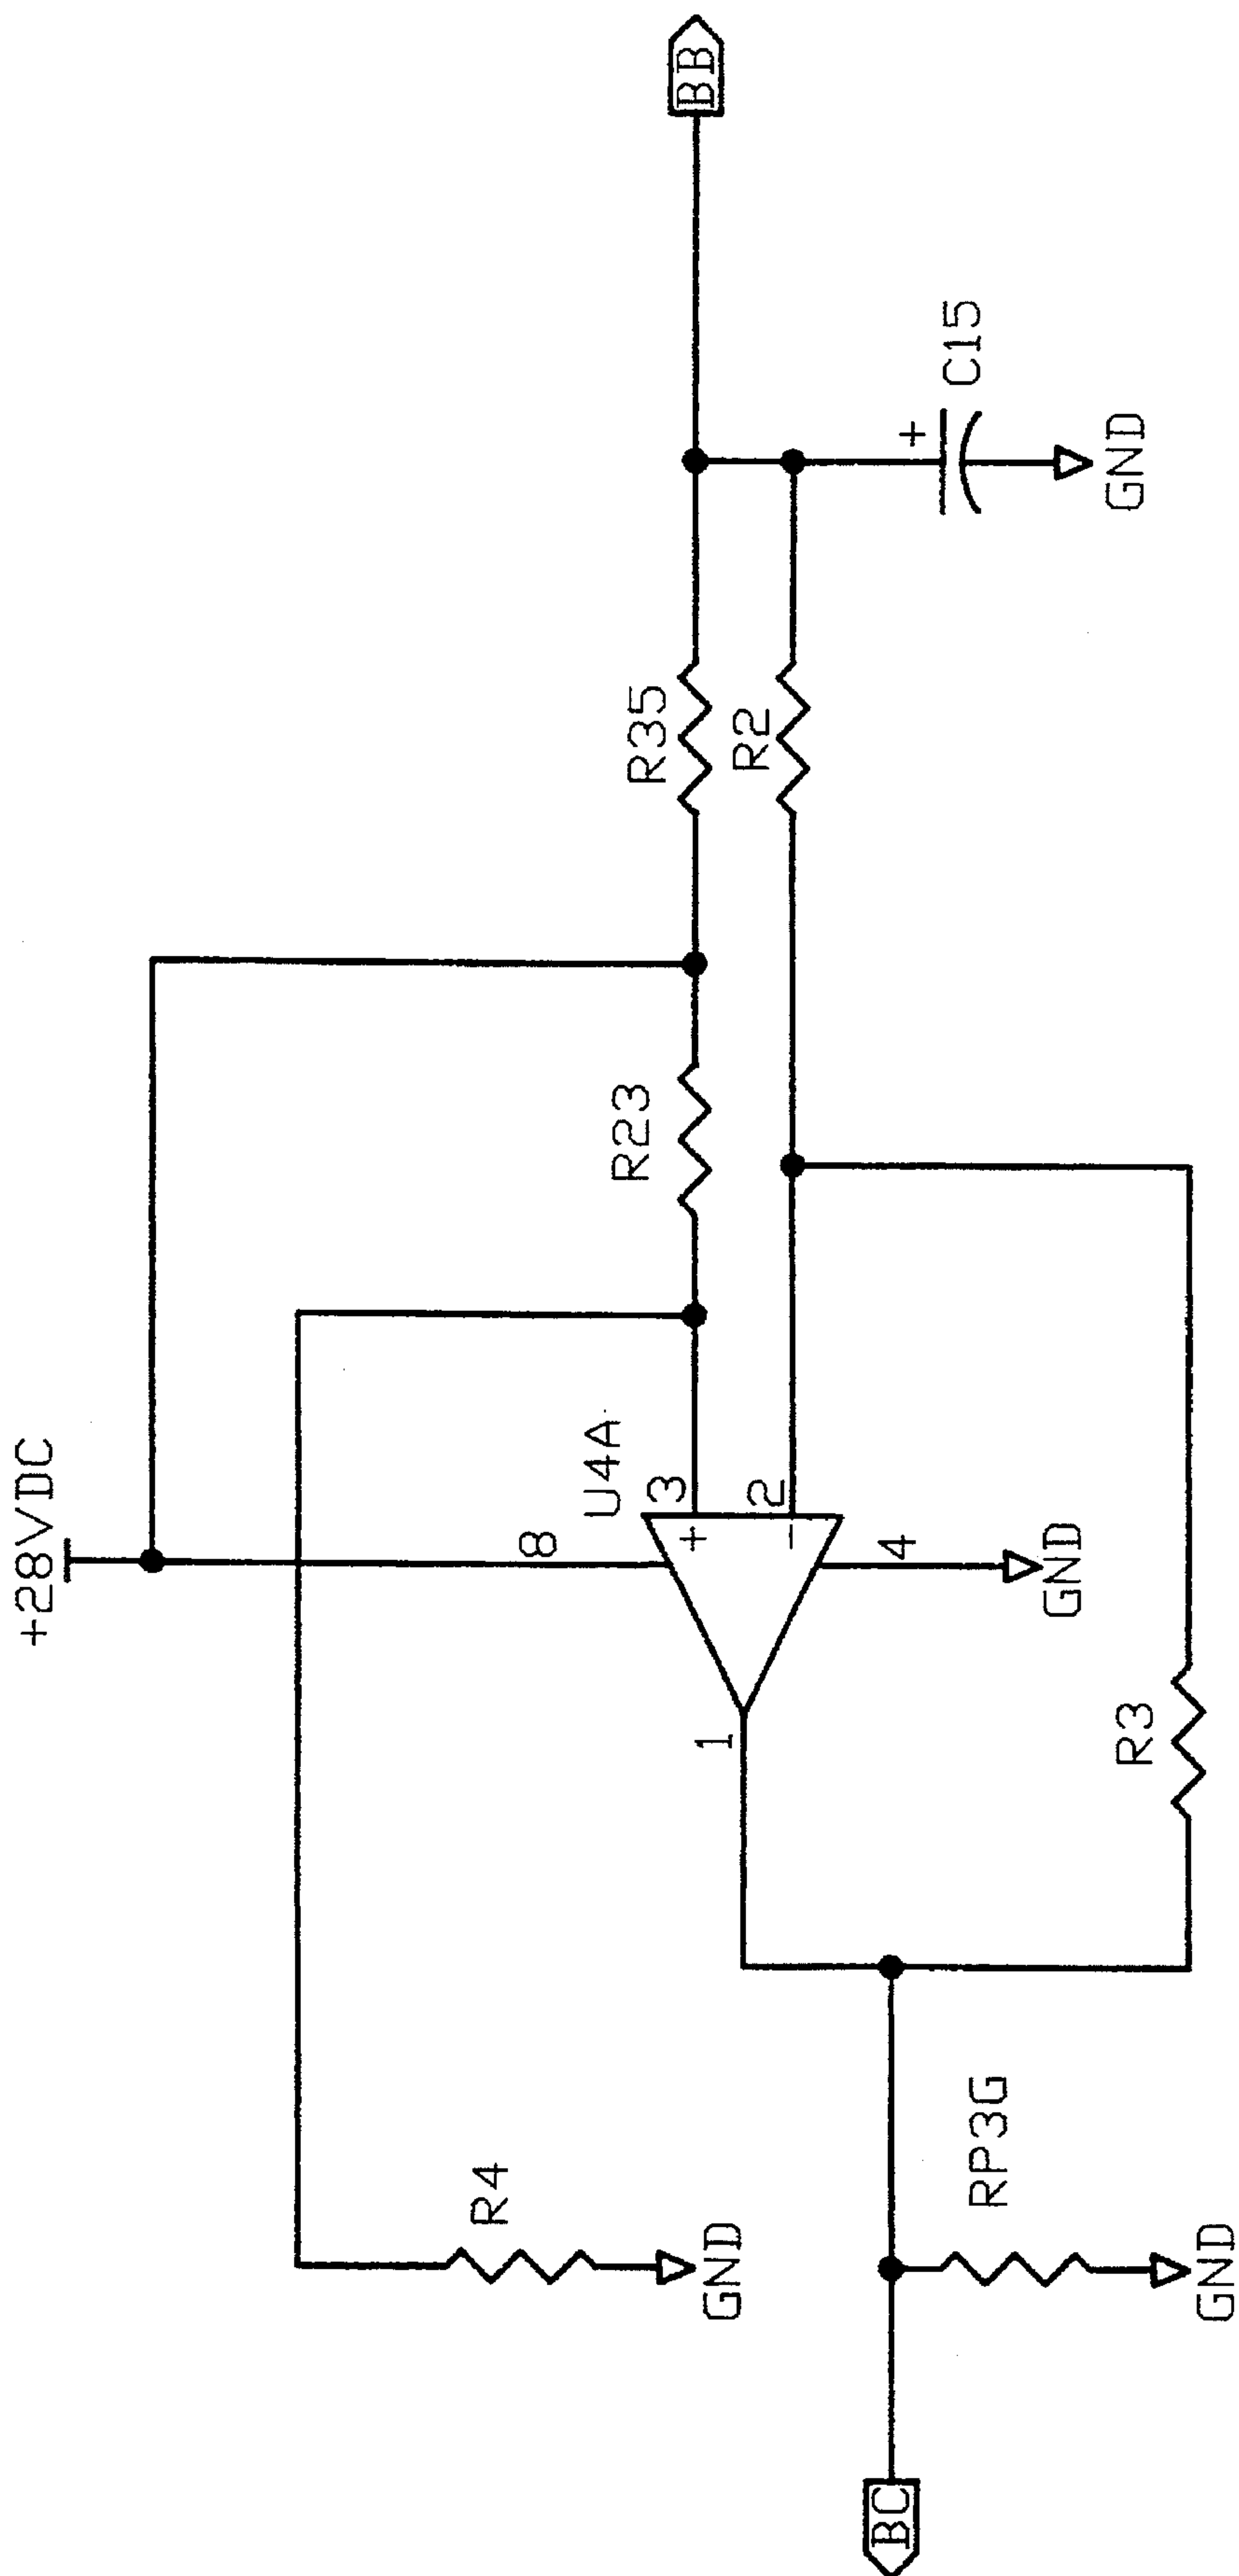 +28VDC
BB
C15
+
GND
R35
R2
R23
U4A
3
2
+
-
8
4
GND
1
R3
R4
GND
RP3G
GND
BC